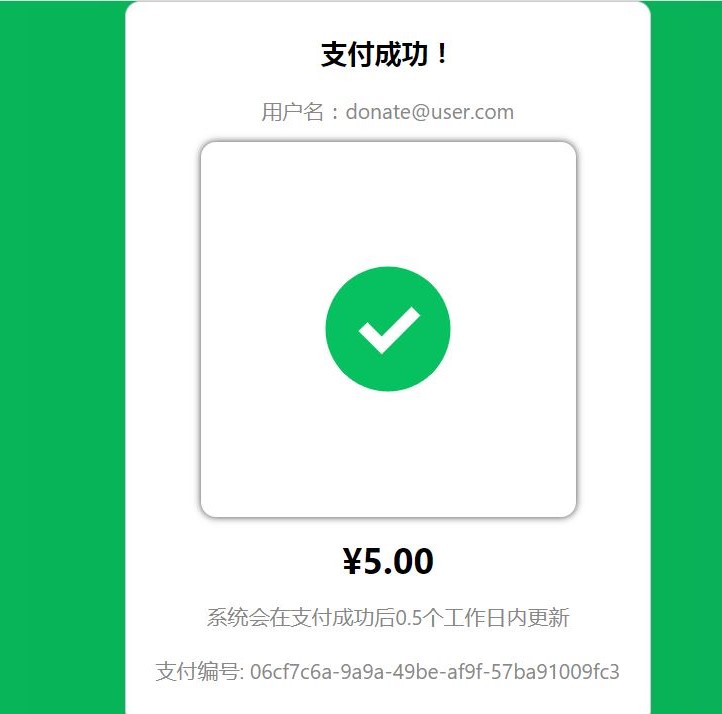 支付成功！
用户名：donate@user.com
¥5.00
系统会在支付成功后0.5个工作日内更新
支付编号: 06cf7c6a-9a9a-49be-af9f-57ba91009fc3